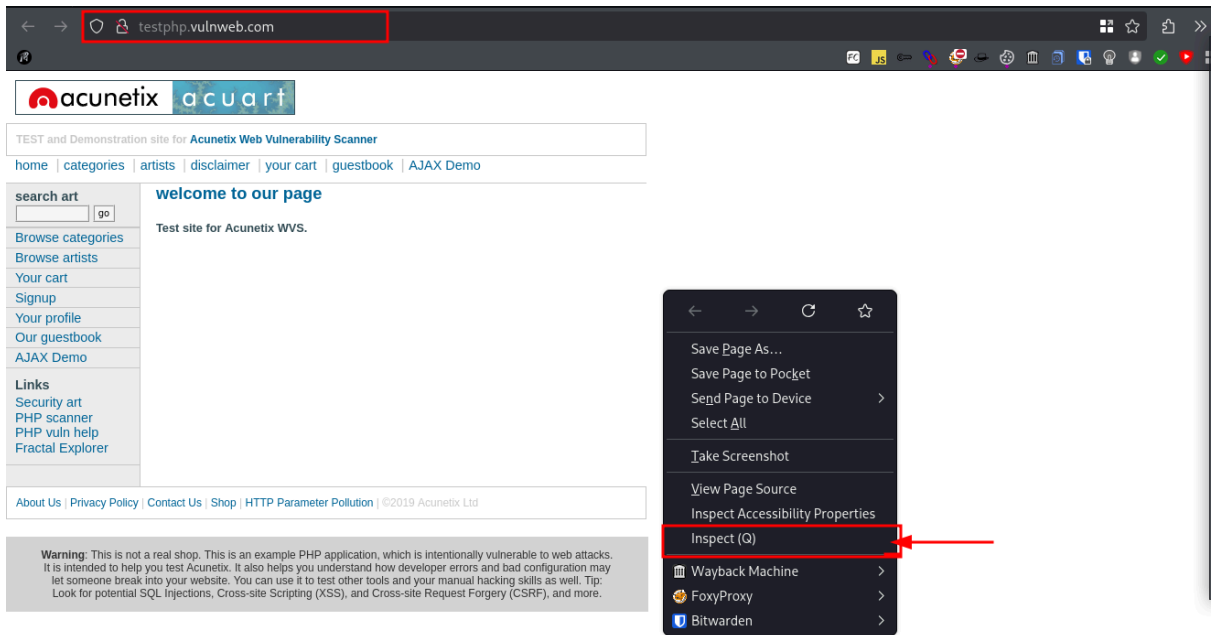 testphp.vulnweb.com
FC JS
acunetix acuart
TEST and Demonstration site for Acunetix Web Vulnerability Scanner
home | categories | artists | disclaimer | your cart | guestbook | AJAX Demo
search art
go
Browse categories
Browse artists
Your cart
Signup
Your profile
Our guestbook
AJAX Demo
Links
Security art
PHP scanner
PHP vuln help
Fractal Explorer
welcome to our page
Test site for Acunetix WVS.
About Us | Privacy Policy | Contact Us | Shop | HTTP Parameter Pollution | ©2019 Acunetix Ltd
Warning: This is not a real shop. This is an example PHP application, which is intentionally vulnerable to web attacks.
It is intended to help you test Acunetix. It also helps you understand how developer errors and bad configuration may
let someone break into your website. You can use it to test other tools and your manual hacking skills as well. Tip:
Look for potential SQL Injections, Cross-site Scripting (XSS), and Cross-site Request Forgery (CSRF), and more.
Save Page As…
Save Page to Pocket
Send Page to Device
Select All
Take Screenshot
View Page Source
Inspect Accessibility Properties
Inspect (Q)
Wayback Machine
FoxyProxy
Bitwarden